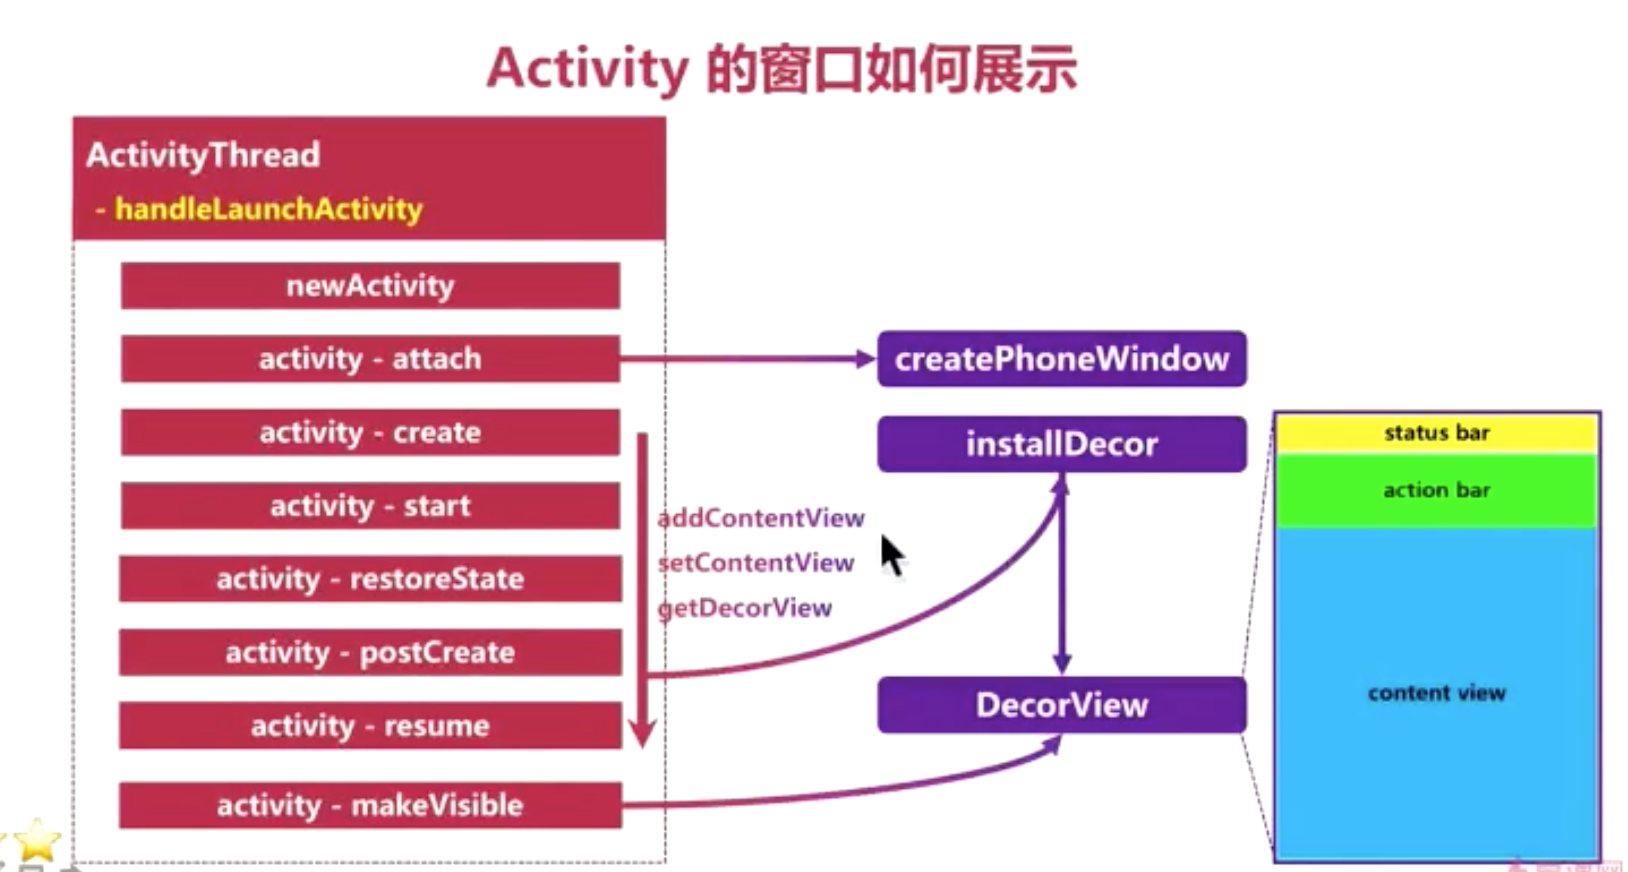 Activity 的窗口如何展示
ActivityThread
- handleLaunchActivity
newActivity
activity - attach
activity - create
activity - start
activity - restoreState
activity - postCreate
activity - resume
activity - makeVisible
addContentView
setContentView
getDecorView
createPhoneWindow
installDecor
DecorView
status bar
action bar
content view